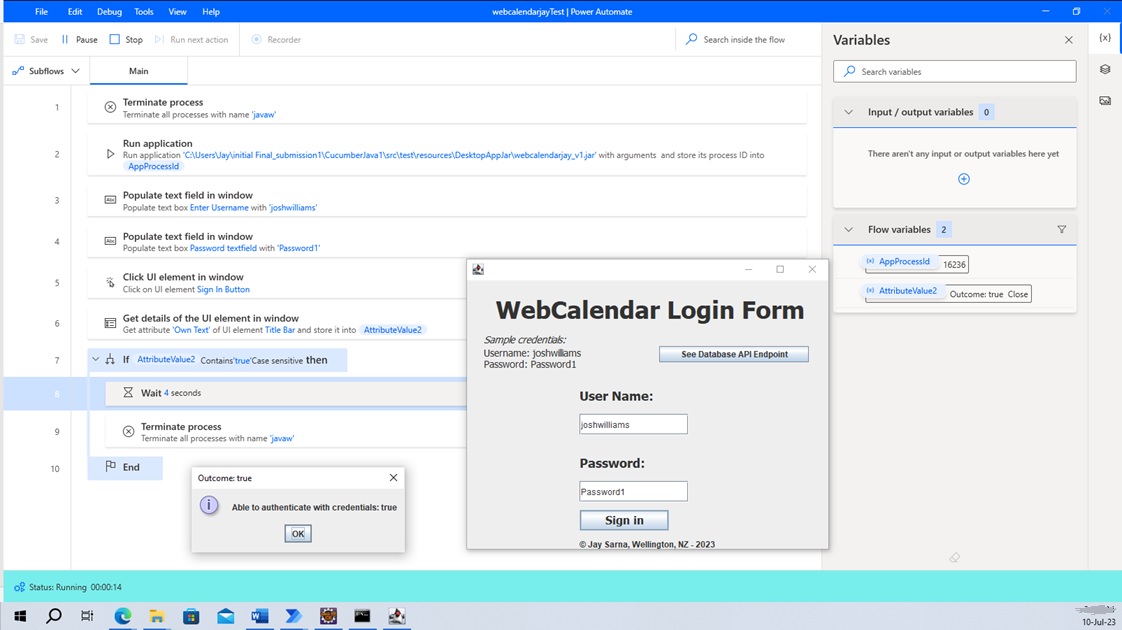 File Edit Debug Tools View Help
webcalendarjayTest | Power Automate
Save Pause Stop Run next action Recorder
Search inside the flow
Subflows Main
1 Terminate process
Terminate all processes with name 'javaw'
2 Run application
Run application 'C:\Users\Jay\initial Final_submission1\CucumberJava1\src\test\resources\DesktopAppJar\webcalendarjay_v1.jar' with arguments and store its process ID into
AppProcessId
3 Populate text field in window
Populate text box Enter Username with 'joshwilliams'
4 Populate text field in window
Populate text box Password textfield with 'Password1'
5 Click UI element in window
Click on UI element Sign In Button
6 Get details of the UI element in window
Get attribute 'Own Text' of UI element Title Bar and store it into AttributeValue2
7 If AttributeValue2 Contains'true'Case sensitive then
8 Wait 4 seconds
9 Terminate process
Terminate all processes with name 'javaw'
10 End
Outcome: true
Able to authenticate with credentials: true
OK
WebCalendar Login Form
Sample credentials:
Username: joshwilliams
Password: Password1
See Database API Endpoint
User Name:
joshwilliams
Password:
Password1
Sign in
© Jay Sarna, Wellington, NZ - 2023
Variables
{x}
Search variables
Input / output variables 0
There aren't any input or output variables here yet
Flow variables 2
(x) AppProcessId 16236
(x) AttributeValue2 Outcome: true Close
Status: Running 00:00:14
10-Jul-23